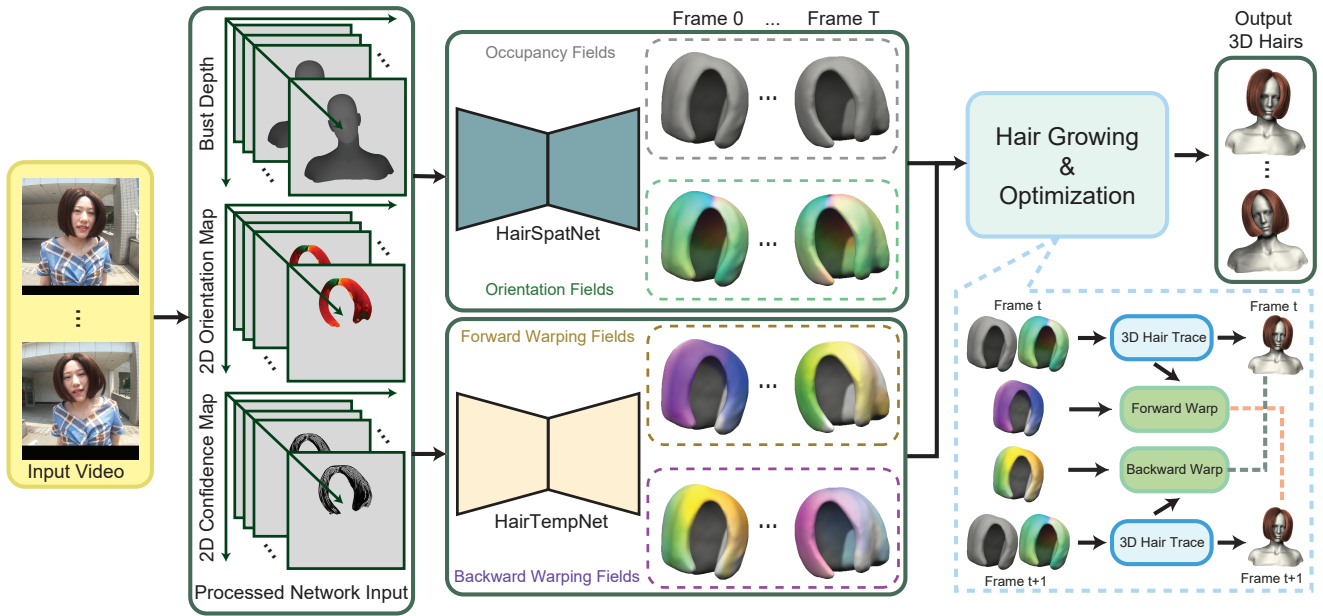 Input Video
...
Bust Depth
2D Orientation Map
2D Confidence Map
Processed Network Input
Frame 0 ... Frame T
Occupancy Fields
HairSpatNet
Orientation Fields
Forward Warping Fields
HairTempNet
Backward Warping Fields
Hair Growing
&
Optimization
Output
3D Hairs
Frame t
3D Hair Trace
Frame t
Forward Warp
Backward Warp
3D Hair Trace
Frame t+1
Frame t+1